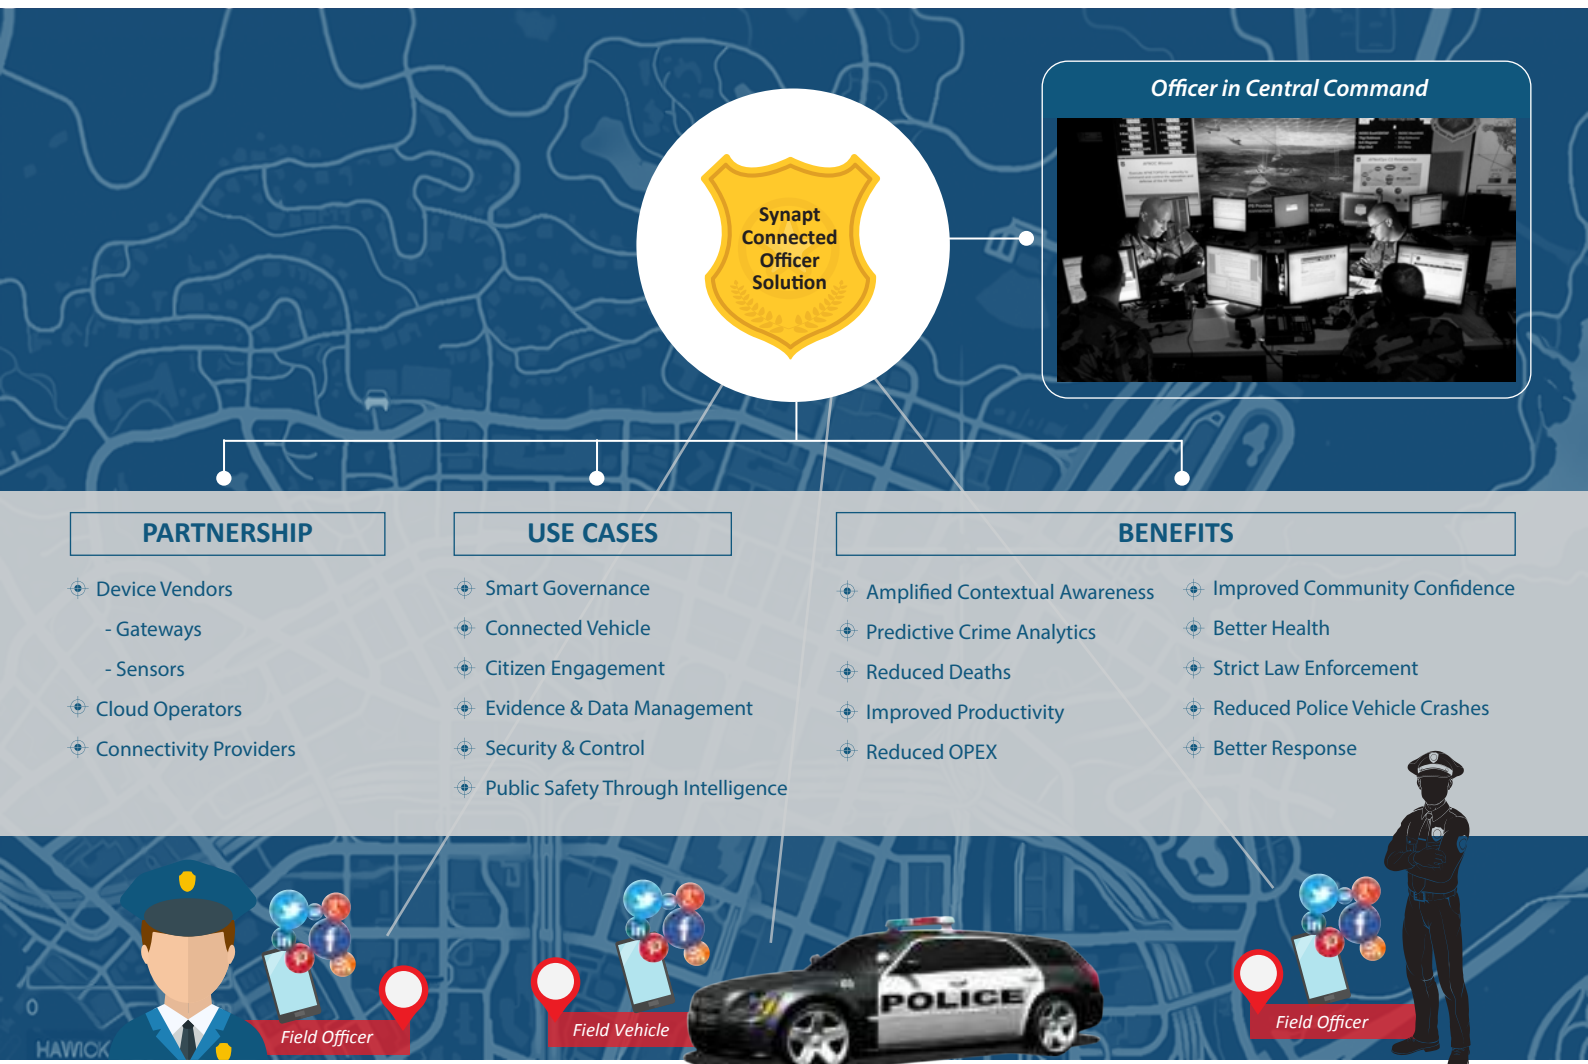 Officer in Central Command
Synapt
Connected
Officer
Solution
PARTNERSHIP
Device Vendors
- Gateways
- Sensors
Cloud Operators
Connectivity Providers
USE CASES
Smart Governance
Connected Vehicle
Citizen Engagement
Evidence & Data Management
Security & Control
Public Safety Through Intelligence
BENEFITS
Amplified Contextual Awareness
Predictive Crime Analytics
Reduced Deaths
Improved Productivity
Reduced OPEX
Improved Community Confidence
Better Health
Strict Law Enforcement
Reduced Police Vehicle Crashes
Better Response
Field Officer
Field Vehicle
POLICE
Field Officer
0
HAWICK